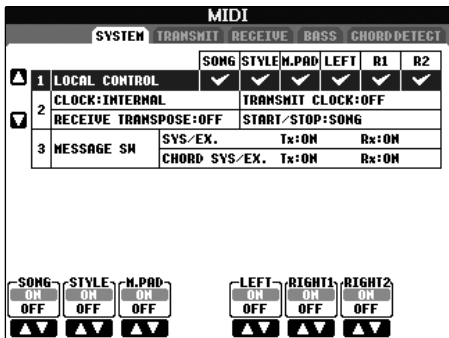 MIDI
SYSTEM TRANSMIT RECEIVE BASS CHORD DETECT
SONG STYLE M.PAD LEFT R1 R2
1 LOCAL CONTROL
2 CLOCK:INTERNAL TRANSMIT CLOCK:OFF
RECEIVE TRANSPOSE:OFF START/STOP:SONG
3 MESSAGE SW SYS/EX. Tx:ON Rx:ON
CHORD SYS/EX. Tx:ON Rx:ON
SONG STYLE M.PAD LEFT RIGHT1 RIGHT2
ON ON ON ON ON ON
OFF OFF OFF OFF OFF OFF